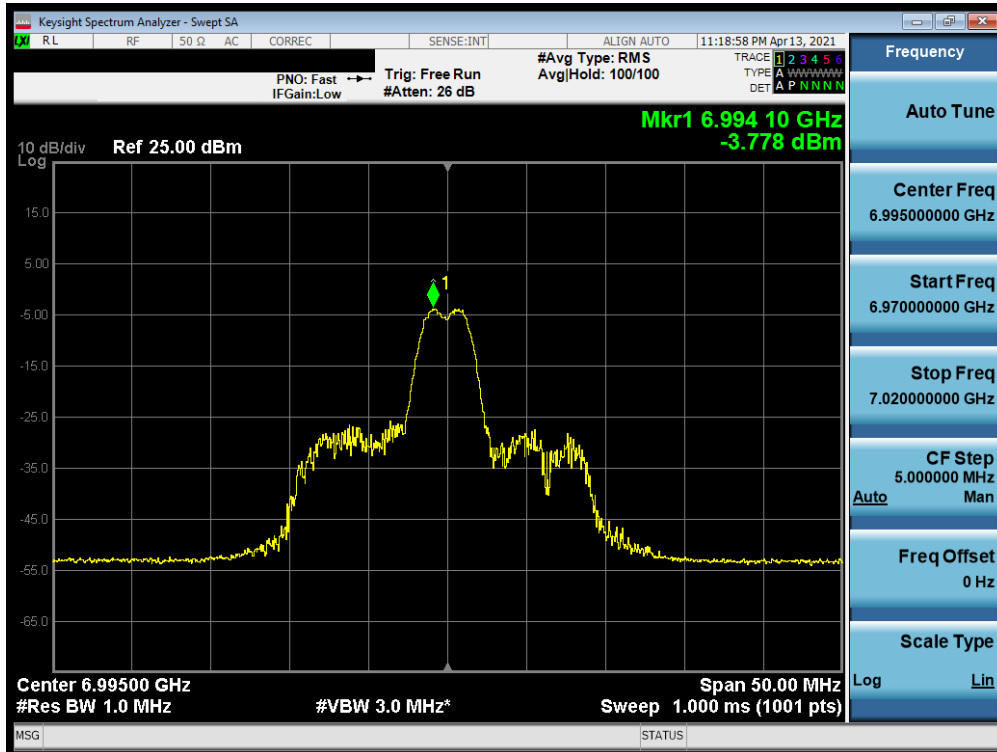 Keysight Spectrum Analyzer - Swept SA
LXI RL RF 50 Ω AC CORREC SENSE:INT ALIGN AUTO 11:18:58 PM Apr 13, 2021
PNO: Fast Trig: Free Run #Avg Type: RMS TRACE 1 2 3 4 5 6
IFGain:Low #Atten: 26 dB Avg|Hold: 100/100 TYPE A WWWWW
DET A P N N N N
Mkr1 6.994 10 GHz
-3.778 dBm
10 dB/div Ref 25.00 dBm
Log
15.0
5.00
1
-5.00
-15.0
-25.0
-35.0
-45.0
-55.0
-65.0
Center 6.99500 GHz Span 50.00 MHz
#Res BW 1.0 MHz #VBW 3.0 MHz* Sweep 1.000 ms (1001 pts)
MSG STATUS
Frequency
Auto Tune
Center Freq
6.995000000 GHz
Start Freq
6.970000000 GHz
Stop Freq
7.020000000 GHz
CF Step
5.000000 MHz
Auto Man
Freq Offset
0 Hz
Scale Type
Log Lin